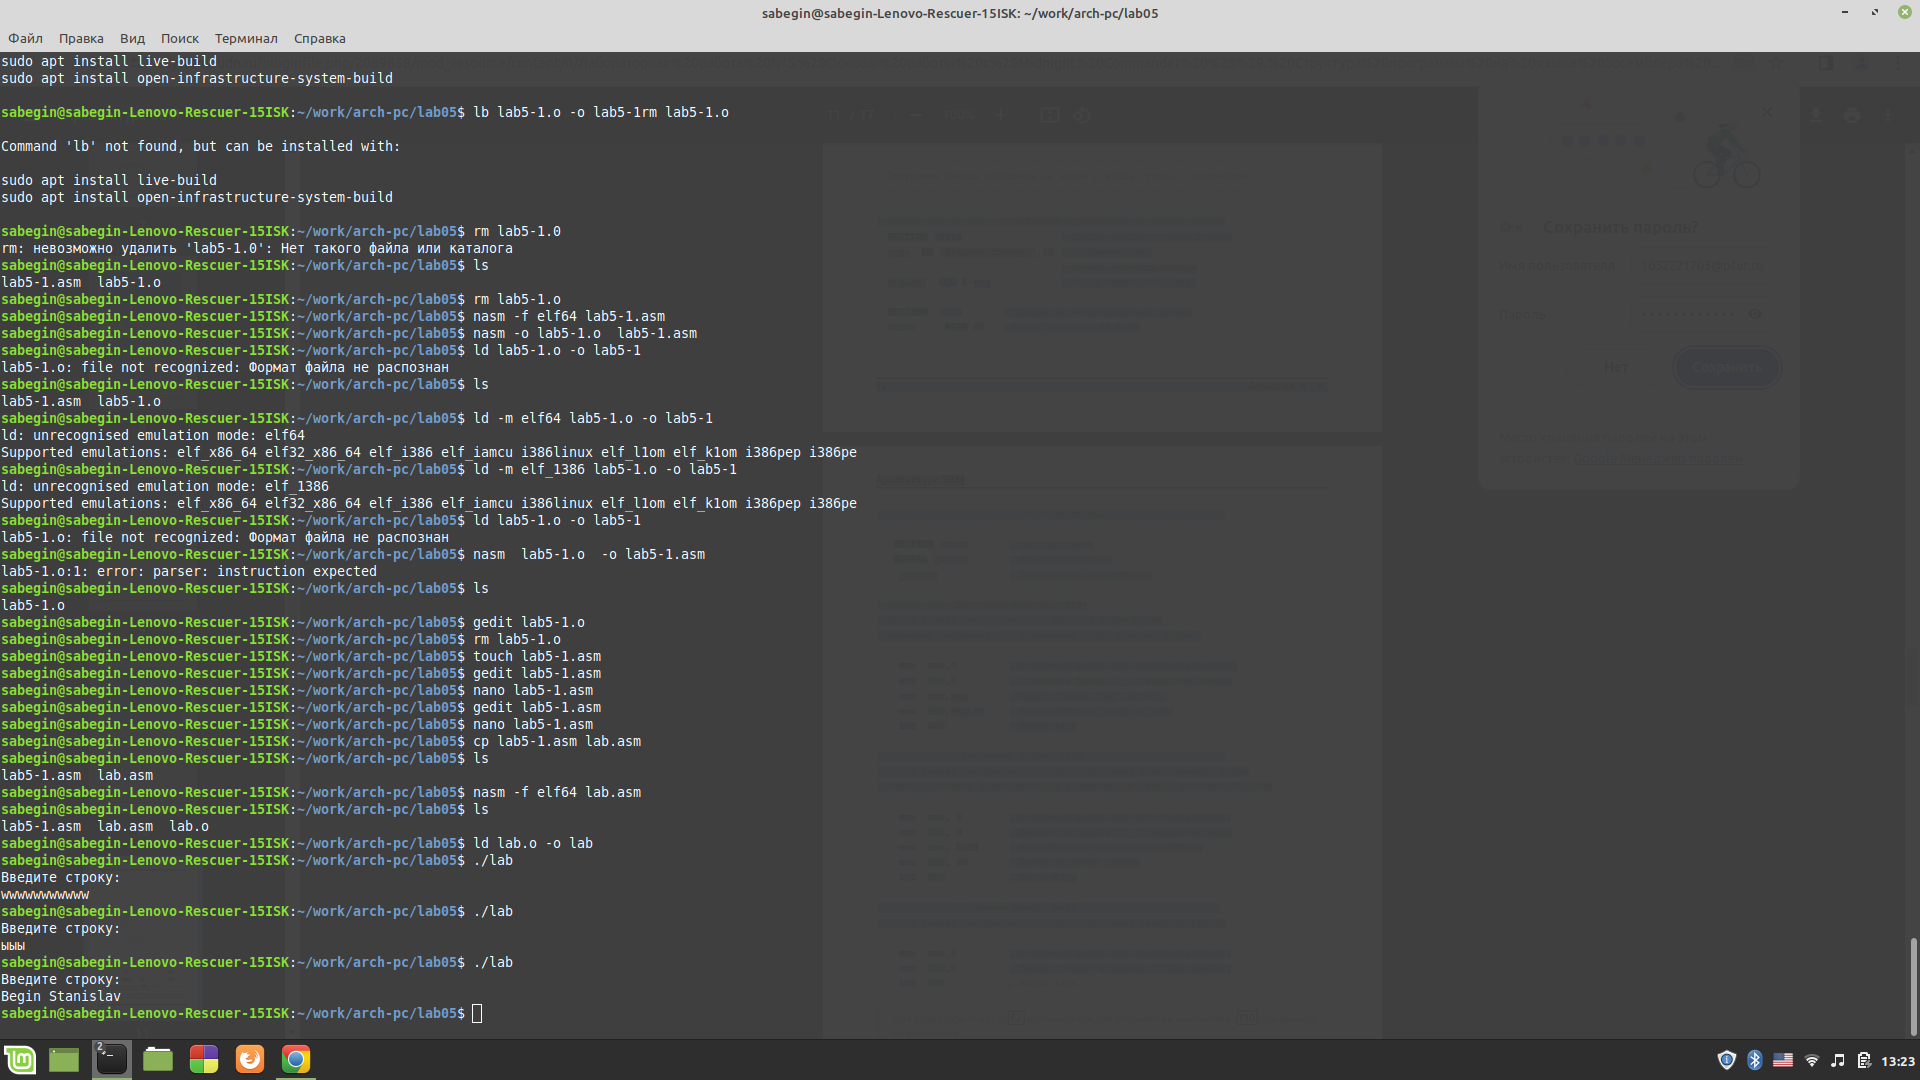 sabegin@sabegin-Lenovo-Rescuer-15ISK: ~/work/arch-pc/lab05
Файл Правка Вид Поиск Терминал Справка
sudo apt install live-build
sudo apt install open-infrastructure-system-build
sabegin@sabegin-Lenovo-Rescuer-15ISK:~/work/arch-pc/lab05$ lb lab5-1.o -o lab5-1rm lab5-1.o
Command 'lb' not found, but can be installed with:
sudo apt install live-build
sudo apt install open-infrastructure-system-build
sabegin@sabegin-Lenovo-Rescuer-15ISK:~/work/arch-pc/lab05$ rm lab5-1.0
rm: невозможно удалить 'lab5-1.0': Нет такого файла или каталога
sabegin@sabegin-Lenovo-Rescuer-15ISK:~/work/arch-pc/lab05$ ls
lab5-1.asm  lab5-1.o
sabegin@sabegin-Lenovo-Rescuer-15ISK:~/work/arch-pc/lab05$ rm lab5-1.o
sabegin@sabegin-Lenovo-Rescuer-15ISK:~/work/arch-pc/lab05$ nasm -f elf64 lab5-1.asm
sabegin@sabegin-Lenovo-Rescuer-15ISK:~/work/arch-pc/lab05$ nasm -o lab5-1.o  lab5-1.asm
sabegin@sabegin-Lenovo-Rescuer-15ISK:~/work/arch-pc/lab05$ ld lab5-1.o -o lab5-1
lab5-1.o: file not recognized: Формат файла не распознан
sabegin@sabegin-Lenovo-Rescuer-15ISK:~/work/arch-pc/lab05$ ls
lab5-1.asm  lab5-1.o
sabegin@sabegin-Lenovo-Rescuer-15ISK:~/work/arch-pc/lab05$ ld -m elf64 lab5-1.o -o lab5-1
ld: unrecognised emulation mode: elf64
Supported emulations: elf_x86_64 elf32_x86_64 elf_i386 elf_iamcu i386linux elf_l1om elf_k1om i386pep i386pe
sabegin@sabegin-Lenovo-Rescuer-15ISK:~/work/arch-pc/lab05$ ld -m elf_1386 lab5-1.o -o lab5-1
ld: unrecognised emulation mode: elf_1386
Supported emulations: elf_x86_64 elf32_x86_64 elf_i386 elf_iamcu i386linux elf_l1om elf_k1om i386pep i386pe
sabegin@sabegin-Lenovo-Rescuer-15ISK:~/work/arch-pc/lab05$ ld lab5-1.o -o lab5-1
lab5-1.o: file not recognized: Формат файла не распознан
sabegin@sabegin-Lenovo-Rescuer-15ISK:~/work/arch-pc/lab05$ nasm  lab5-1.o  -o lab5-1.asm
lab5-1.o:1: error: parser: instruction expected
sabegin@sabegin-Lenovo-Rescuer-15ISK:~/work/arch-pc/lab05$ ls
lab5-1.o
sabegin@sabegin-Lenovo-Rescuer-15ISK:~/work/arch-pc/lab05$ gedit lab5-1.o
sabegin@sabegin-Lenovo-Rescuer-15ISK:~/work/arch-pc/lab05$ rm lab5-1.o
sabegin@sabegin-Lenovo-Rescuer-15ISK:~/work/arch-pc/lab05$ touch lab5-1.asm
sabegin@sabegin-Lenovo-Rescuer-15ISK:~/work/arch-pc/lab05$ gedit lab5-1.asm
sabegin@sabegin-Lenovo-Rescuer-15ISK:~/work/arch-pc/lab05$ nano lab5-1.asm
sabegin@sabegin-Lenovo-Rescuer-15ISK:~/work/arch-pc/lab05$ gedit lab5-1.asm
sabegin@sabegin-Lenovo-Rescuer-15ISK:~/work/arch-pc/lab05$ nano lab5-1.asm
sabegin@sabegin-Lenovo-Rescuer-15ISK:~/work/arch-pc/lab05$ cp lab5-1.asm lab.asm
sabegin@sabegin-Lenovo-Rescuer-15ISK:~/work/arch-pc/lab05$ ls
lab5-1.asm  lab.asm
sabegin@sabegin-Lenovo-Rescuer-15ISK:~/work/arch-pc/lab05$ nasm -f elf64 lab.asm
sabegin@sabegin-Lenovo-Rescuer-15ISK:~/work/arch-pc/lab05$ ls
lab5-1.asm  lab.asm  lab.o
sabegin@sabegin-Lenovo-Rescuer-15ISK:~/work/arch-pc/lab05$ ld lab.o -o lab
sabegin@sabegin-Lenovo-Rescuer-15ISK:~/work/arch-pc/lab05$ ./lab
Введите строку:
wwwwwwwwwww
sabegin@sabegin-Lenovo-Rescuer-15ISK:~/work/arch-pc/lab05$ ./lab
Введите строку:
ыыы
sabegin@sabegin-Lenovo-Rescuer-15ISK:~/work/arch-pc/lab05$ ./lab
Введите строку:
Begin Stanislav
sabegin@sabegin-Lenovo-Rescuer-15ISK:~/work/arch-pc/lab05$
Сохранить пароль?
Имя пользователя
Пароль
Нет
Сохранить
2
13:23